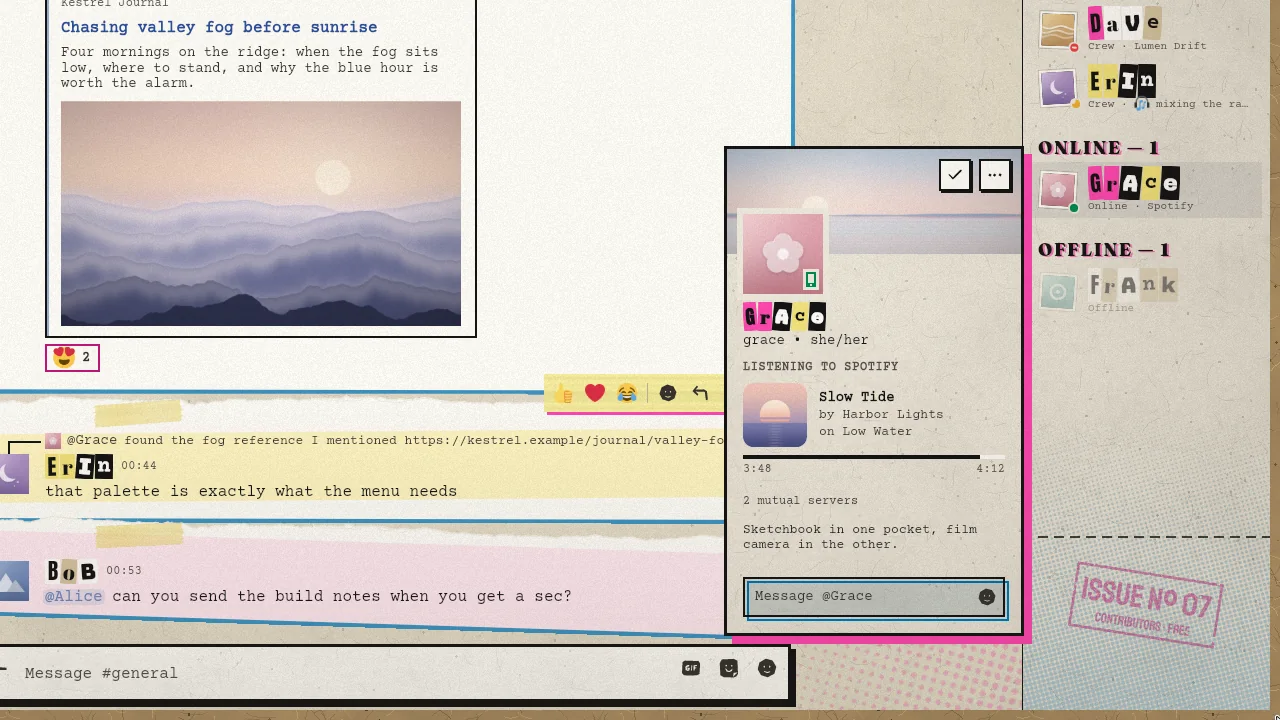 Kestrel Journal
Chasing valley fog before sunrise
Four mornings on the ridge: when the fog sits
low, where to stand, and why the blue hour is
worth the alarm.
2
@Grace found the fog reference I mentioned https://kestrel.example/journal/valley-fo
ErIn 00:44
that palette is exactly what the menu needs
BoB 00:53
@Alice can you send the build notes when you get a sec?
Message #general
GIF
GrAce
grace • she/her
LISTENING TO SPOTIFY
Slow Tide
by Harbor Lights
on Low Water
3:48 4:12
2 mutual servers
Sketchbook in one pocket, film
camera in the other.
Message @Grace
DaVe
Crew · Lumen Drift
ErIn
Crew · 🎧 mixing the ra…
ONLINE — 1
GrAce
Online · Spotify
OFFLINE — 1
FrAnk
Offline
ISSUE Nº 07
CONTRIBUTORS · FREE